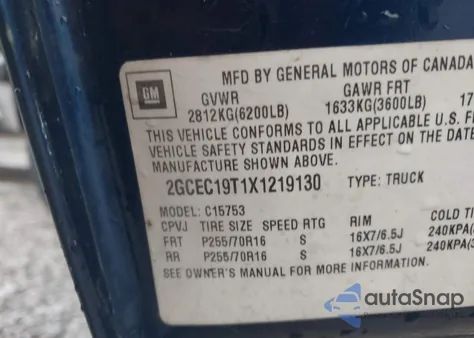 GM
MFD BY GENERAL MOTORS OF CANADA
GVWR GAWR FRT
2812KG(6200LB) 1633KG(3600LB) 17
THIS VEHICLE CONFORMS TO ALL APPLICABLE U.S. F
VEHICLE SAFETY STANDARDS IN EFFECT ON THE DATE
MANUFACTURE SHOWN ABOVE.
2GCEC19T1X1219130 TYPE: TRUCK
MODEL: C15753
CPVJ TIRE SIZE SPEED RTG RIM COLD TI
FRT P255/70R16 S 16X7/6.5J 240KPA(
RR P255/70R16 S 16X7/6.5J 240KPA(3
SEE OWNER'S MANUAL FOR MORE INFORMATION.
autoSnap